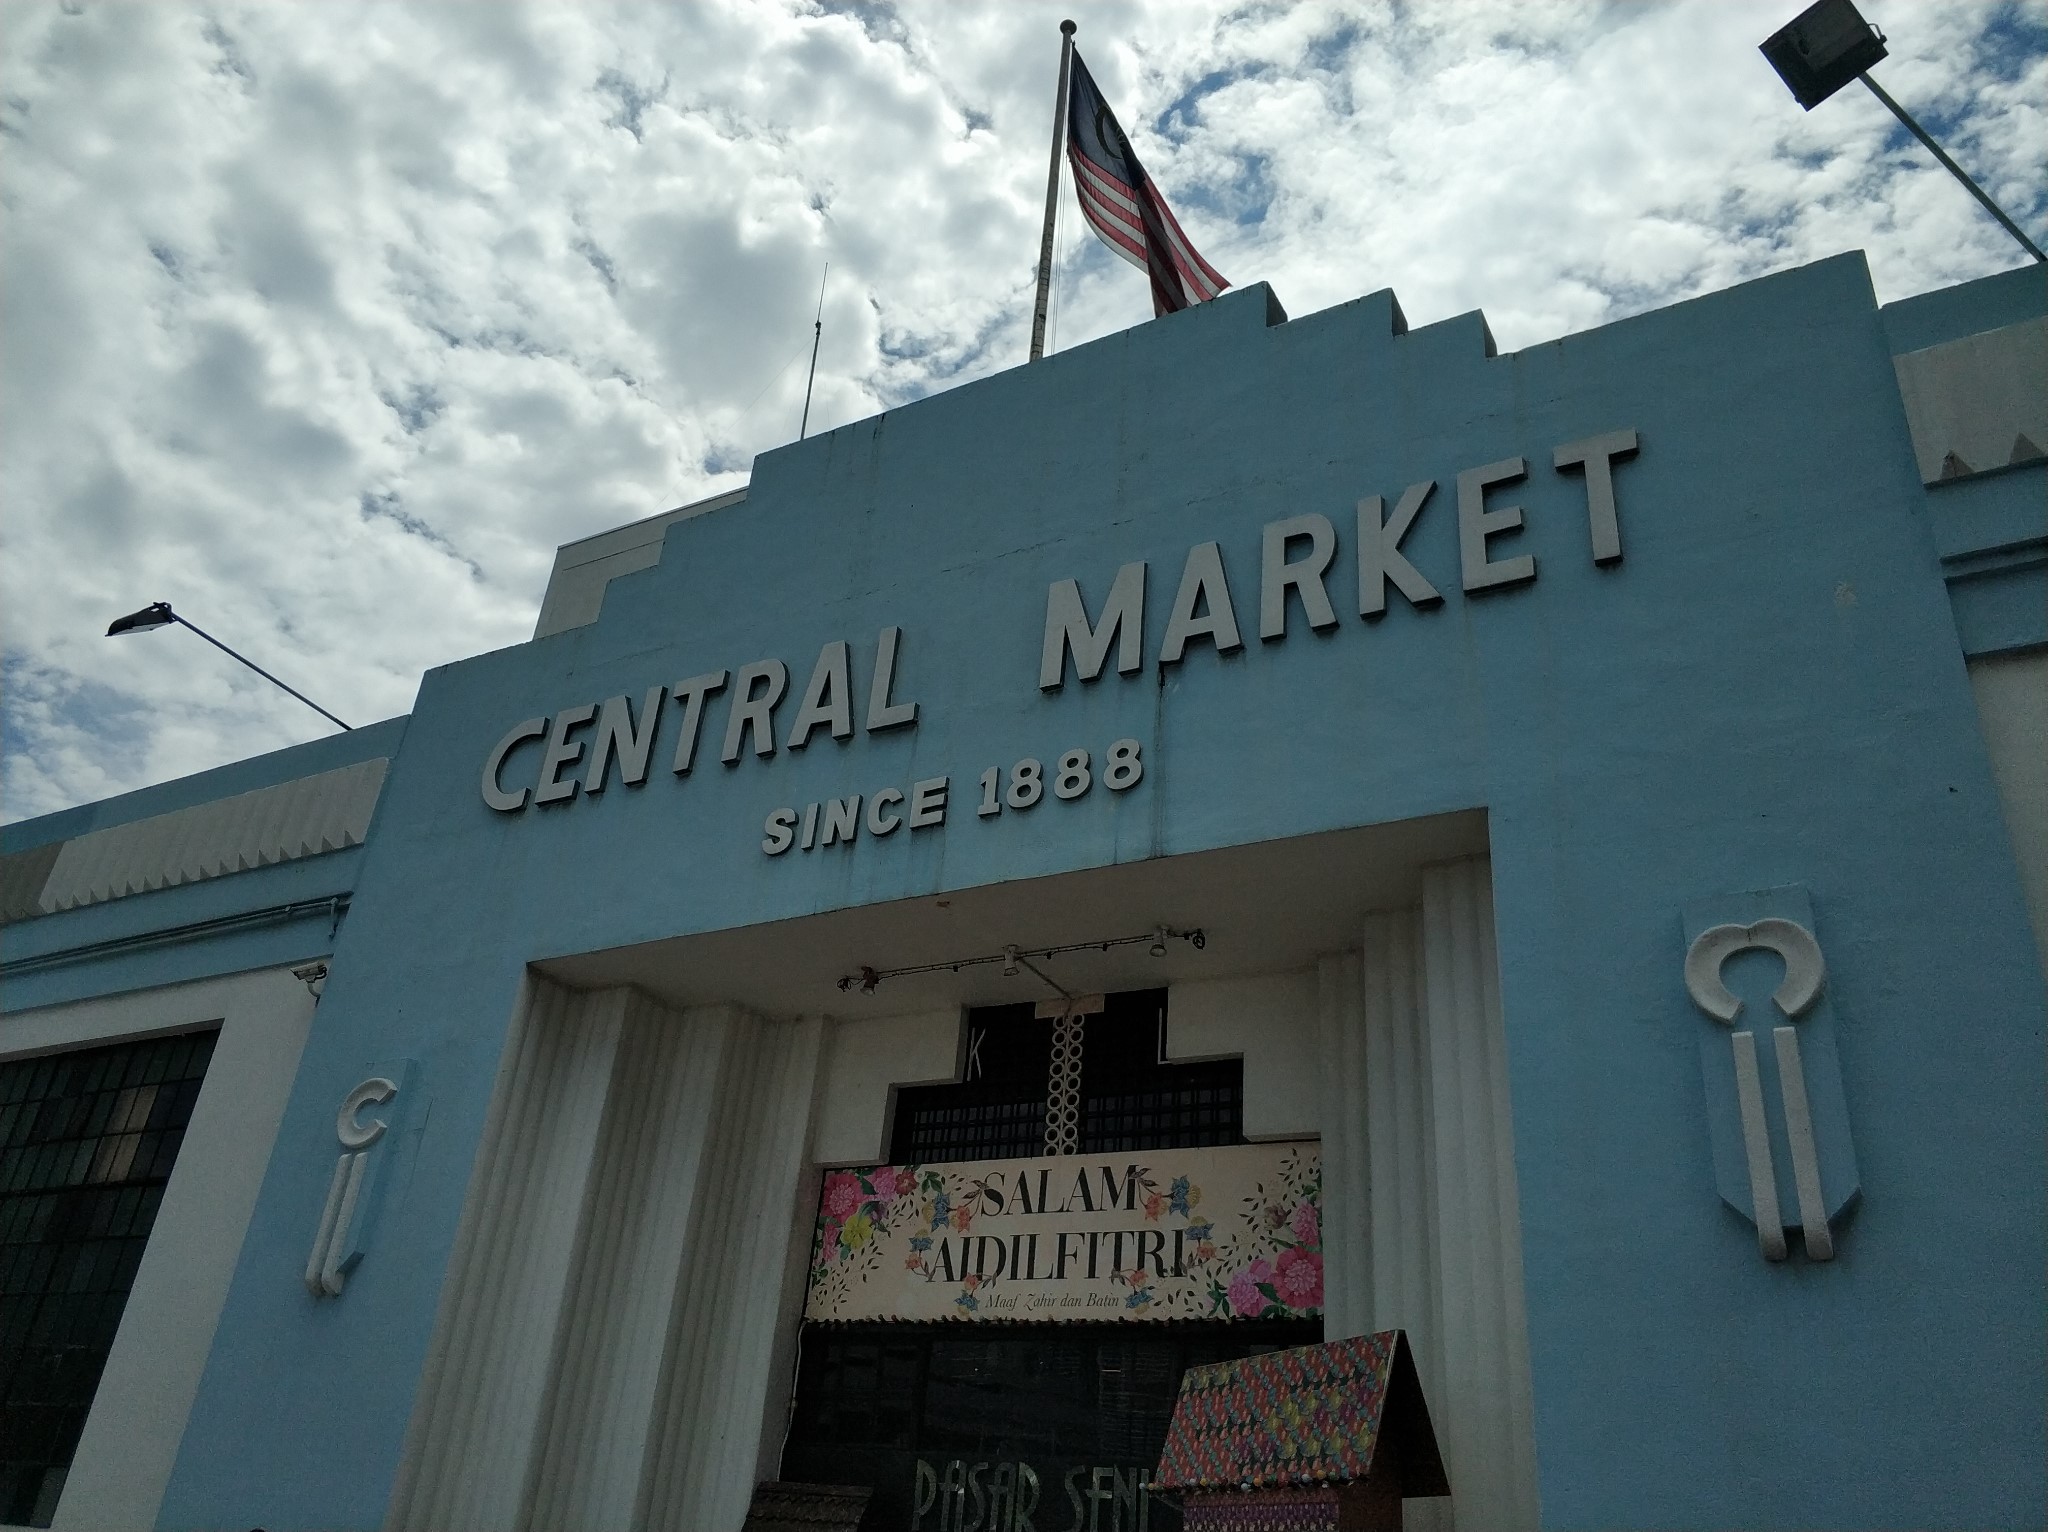 CENTRAL MARKET
SINCE 1888
K L
SALAM
AIDILFITRI
Maaf Zahir dan Batin
PASAR SENI